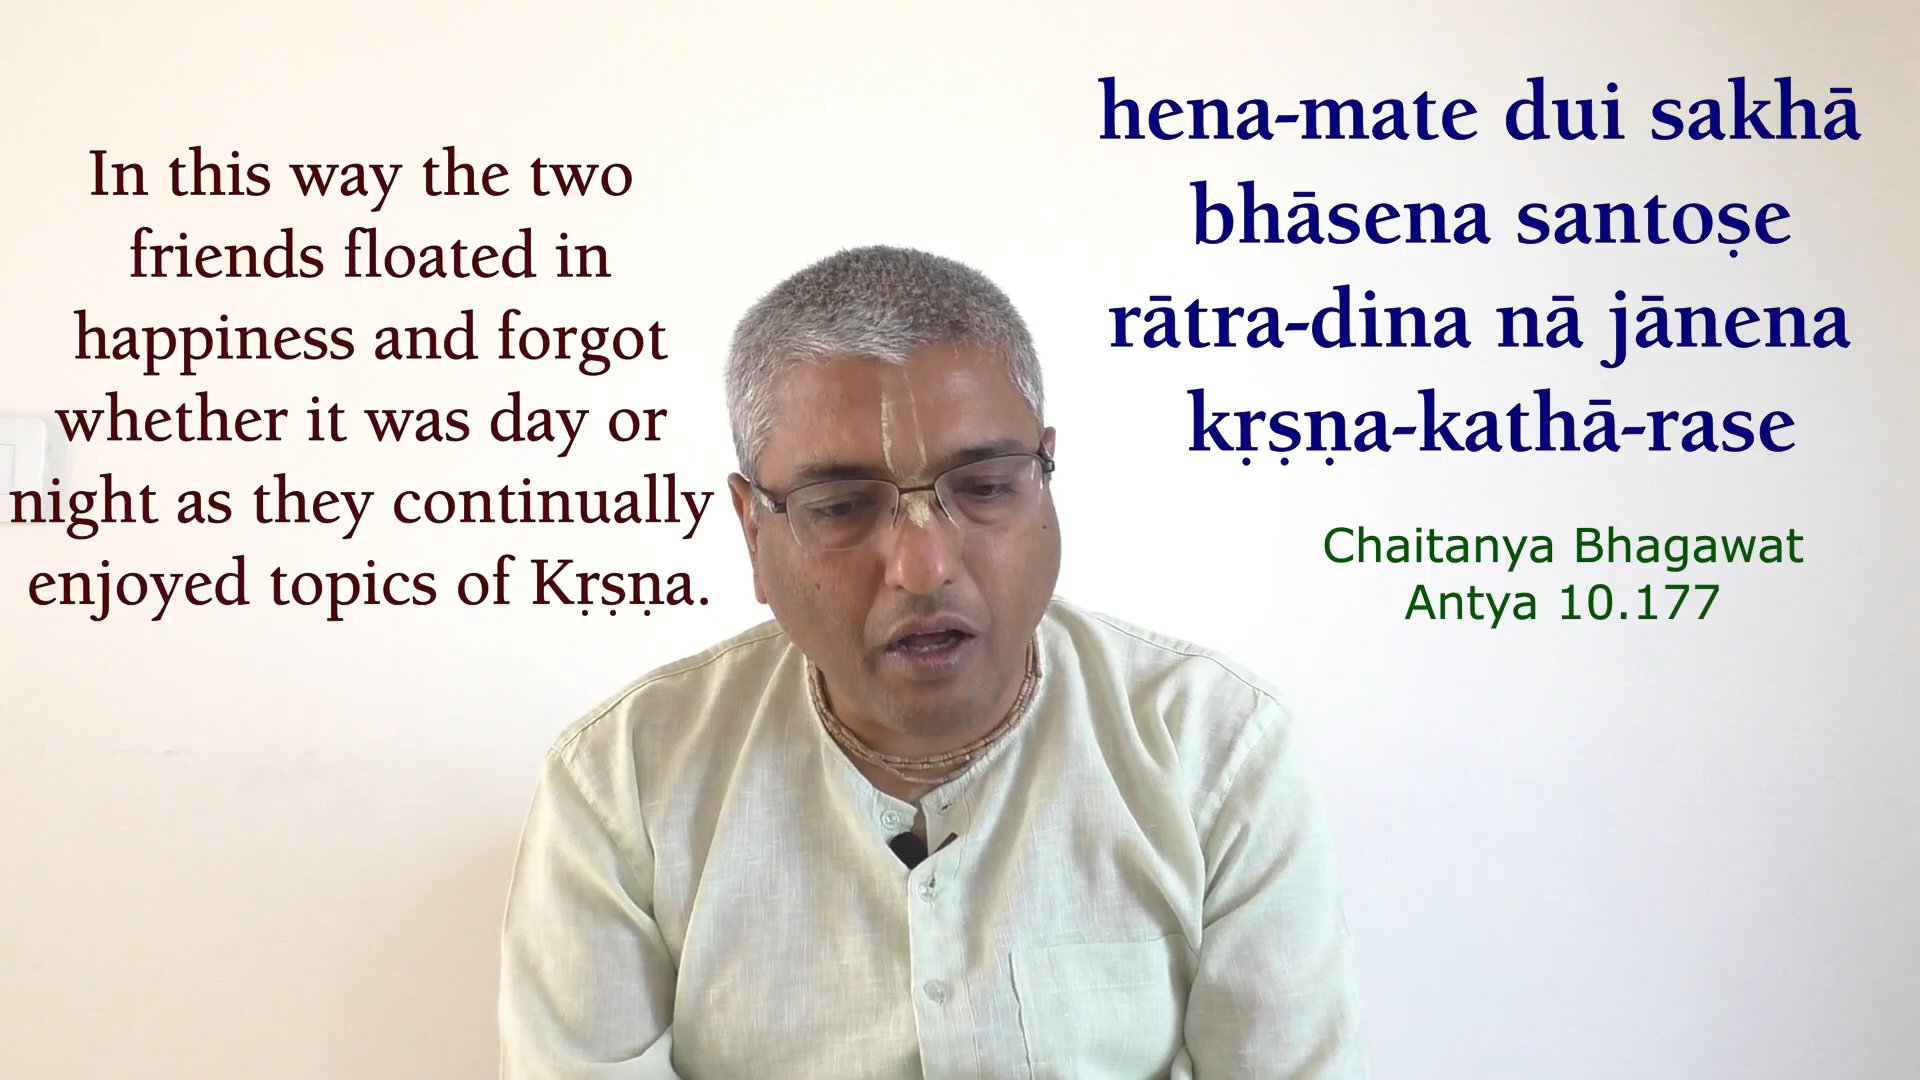 In this way the two
friends floated in
happiness and forgot
whether it was day or
night as they continually
enjoyed topics of Kṛṣṇa.
hena-mate dui sakhā
bhāsena santoṣe
rātra-dina nā jānena
kṛṣṇa-kathā-rase
Chaitanya Bhagawat
Antya 10.177